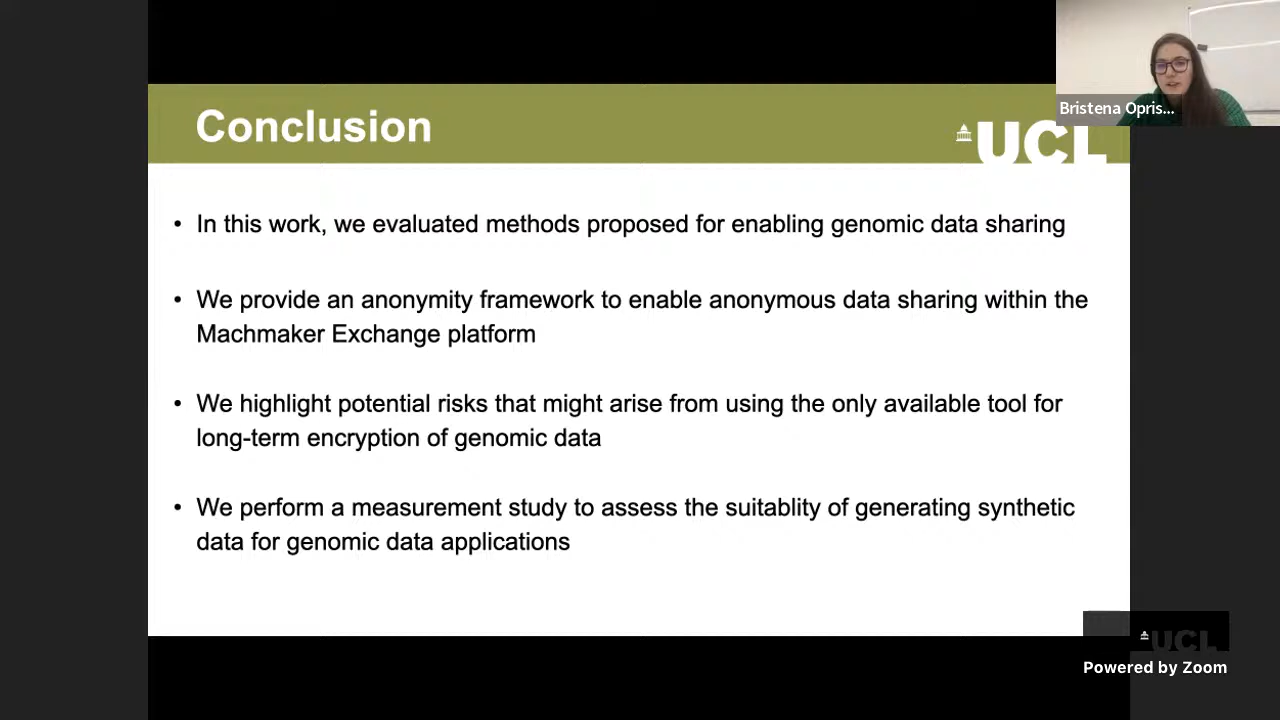 Conclusion
UCL
Bristena Opris...
• In this work, we evaluated methods proposed for enabling genomic data sharing
• We provide an anonymity framework to enable anonymous data sharing within the
Machmaker Exchange platform
• We highlight potential risks that might arise from using the only available tool for
long-term encryption of genomic data
• We perform a measurement study to assess the suitablity of generating synthetic
data for genomic data applications
UCL
Powered by Zoom